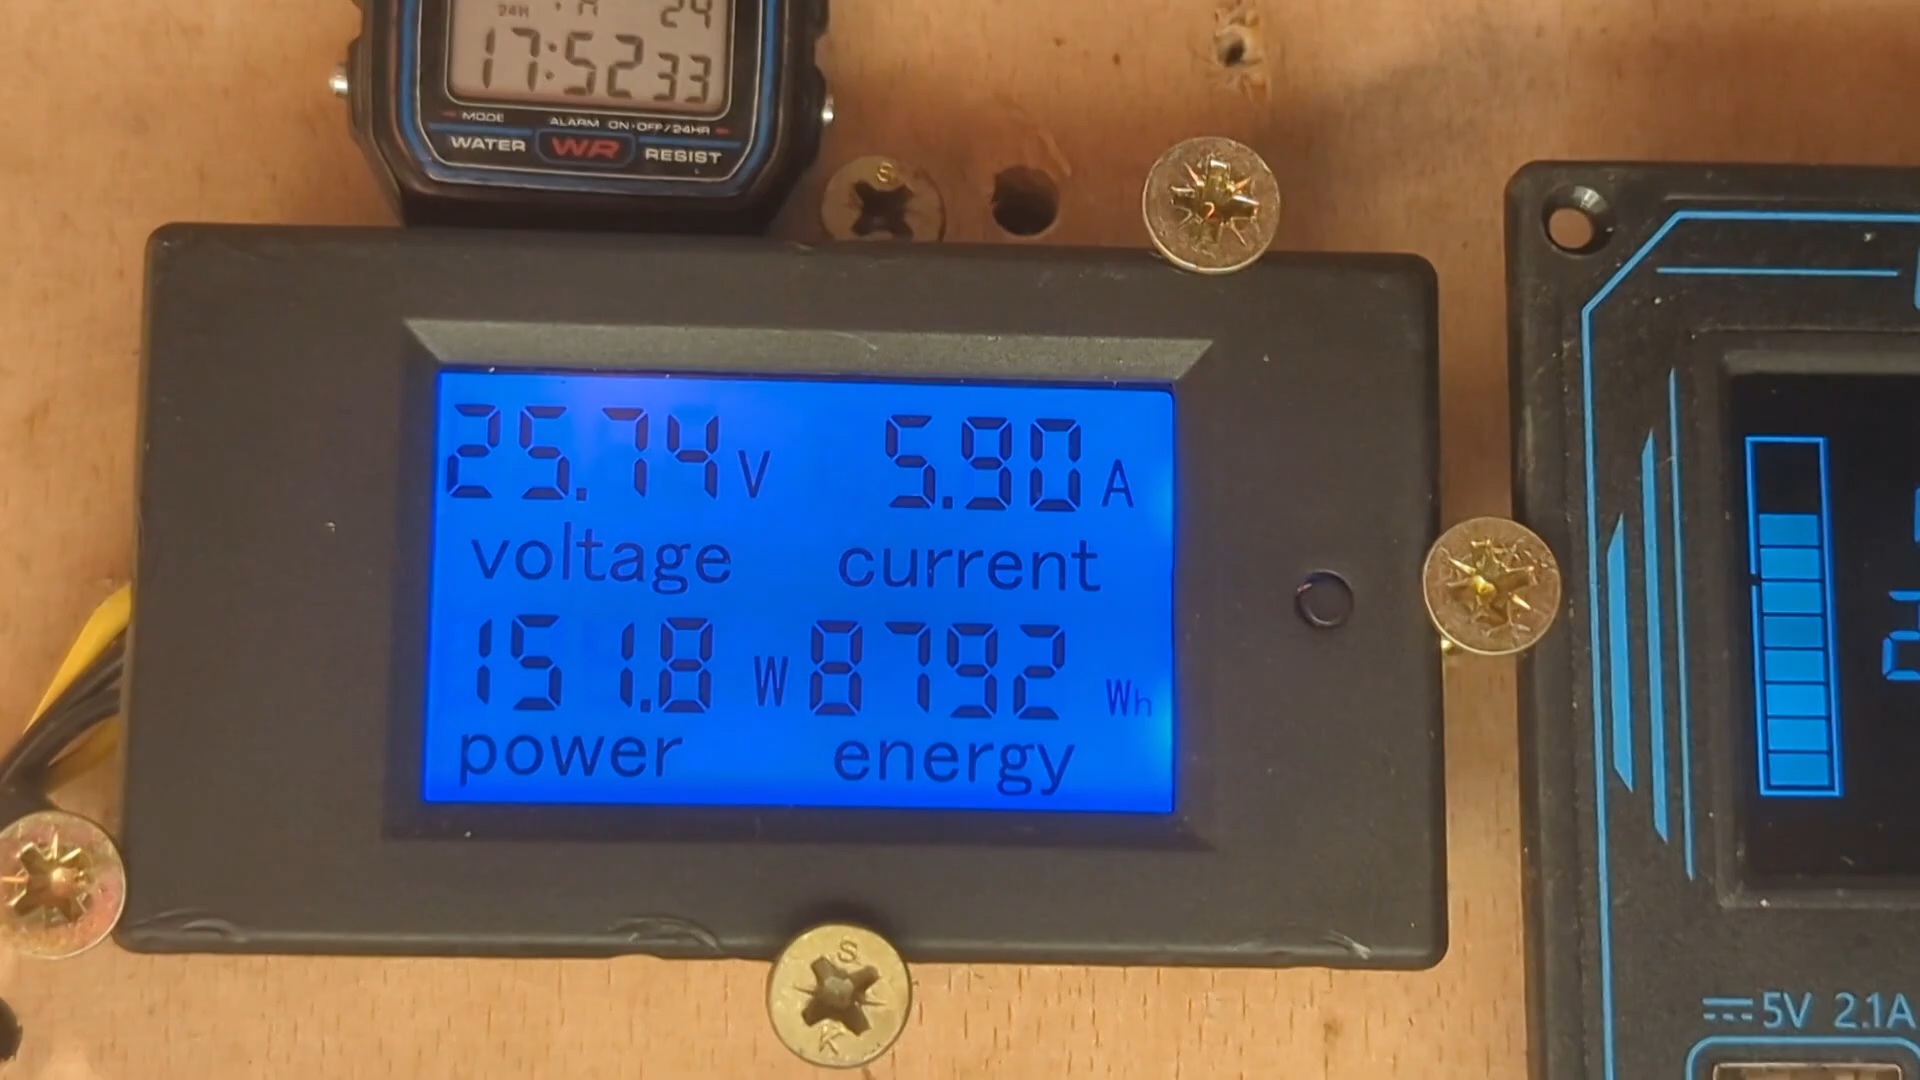 24H 24
17:52 33
MODE ALARM ON·OFF/24HR
WATER WR RESIST
25.74 V 5.90 A
voltage current
151.8 W 8792 Wh
power energy
S
S
K
5V 2.1A